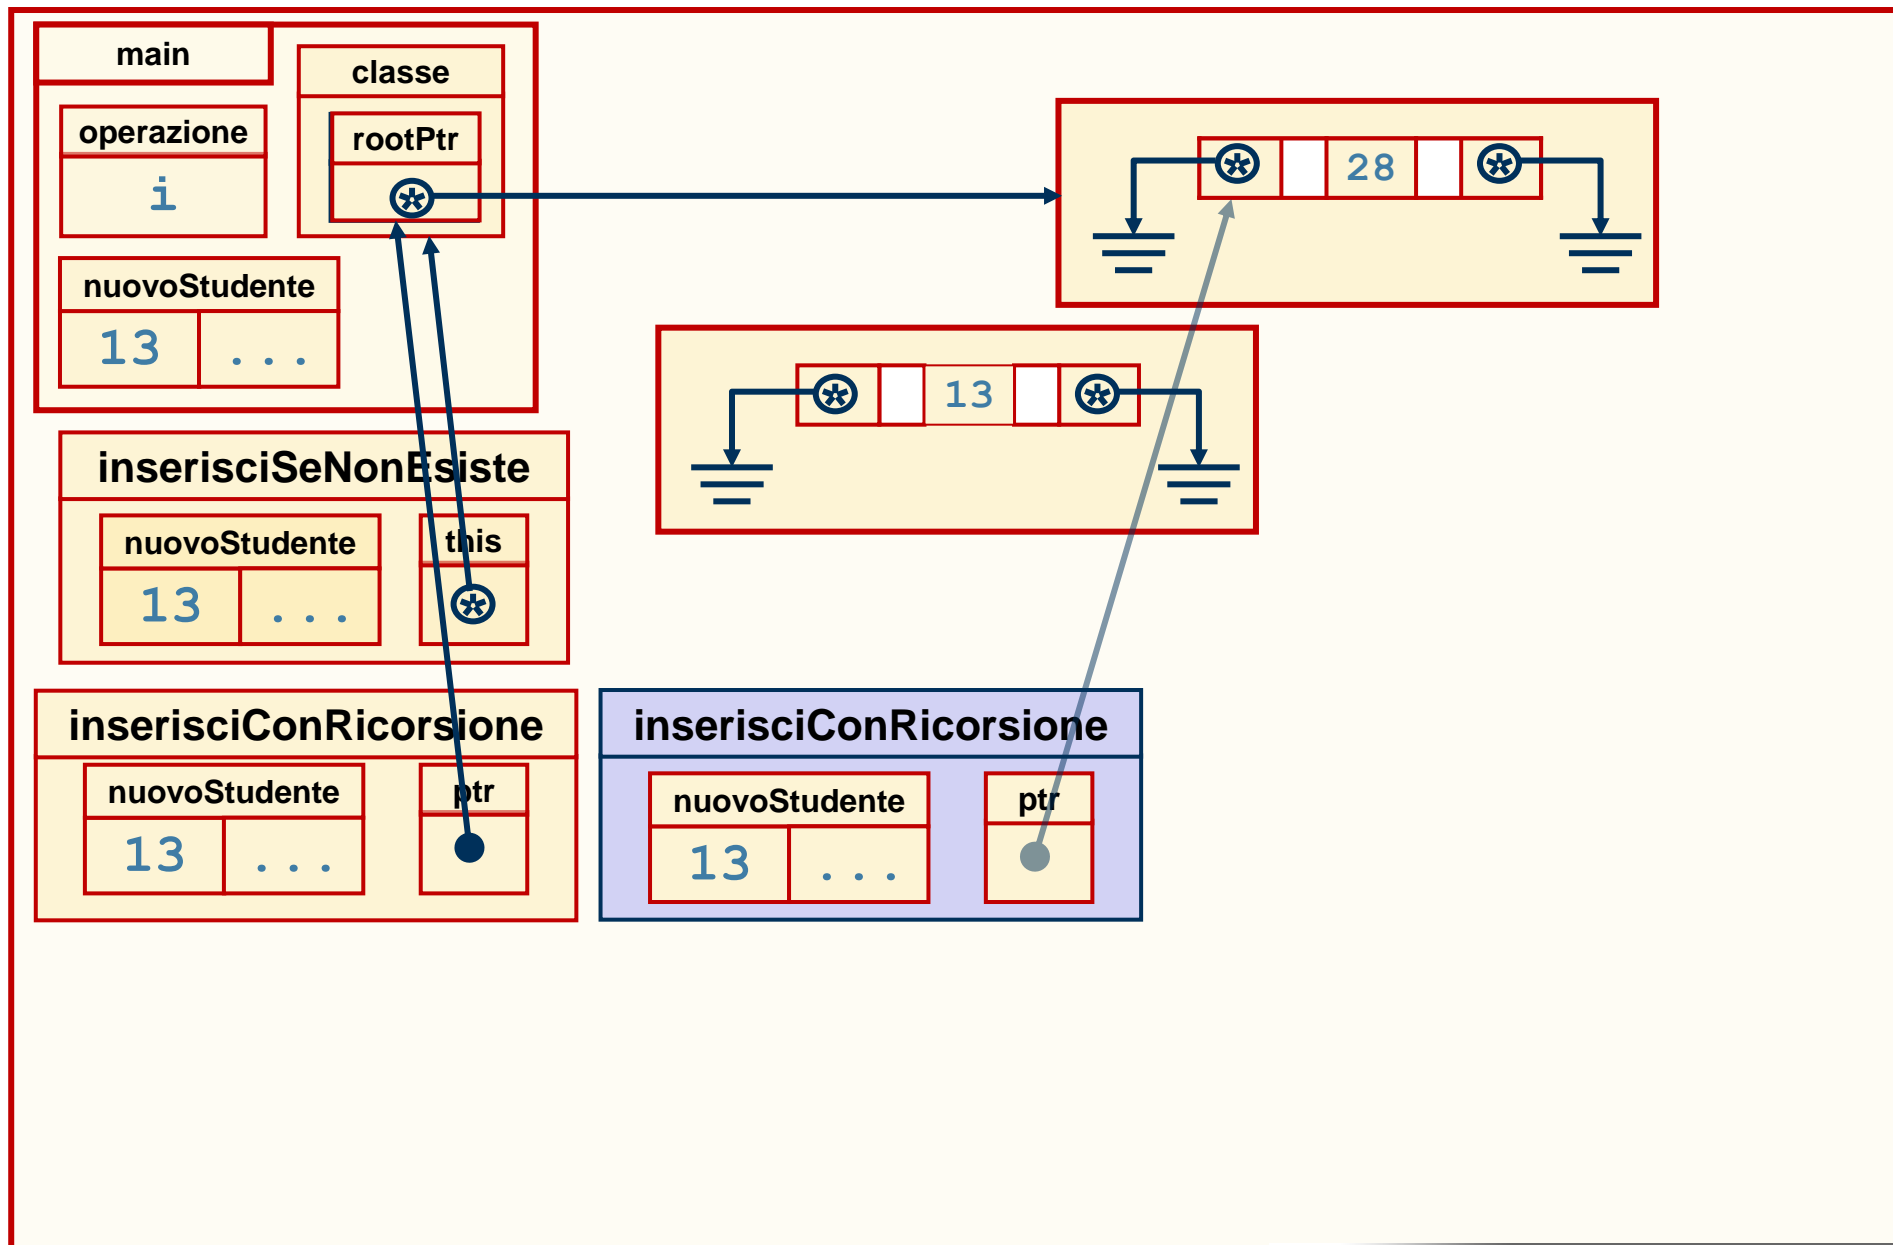 main
classe
operazione
rootPtr
i
28
nuovoStudente
13 ...
13
inserisciSeNonEsiste
nuovoStudente this
13 ...
inserisciConRicorsione
nuovoStudente ptr
13 ...
inserisciConRicorsione
nuovoStudente ptr
13 ...